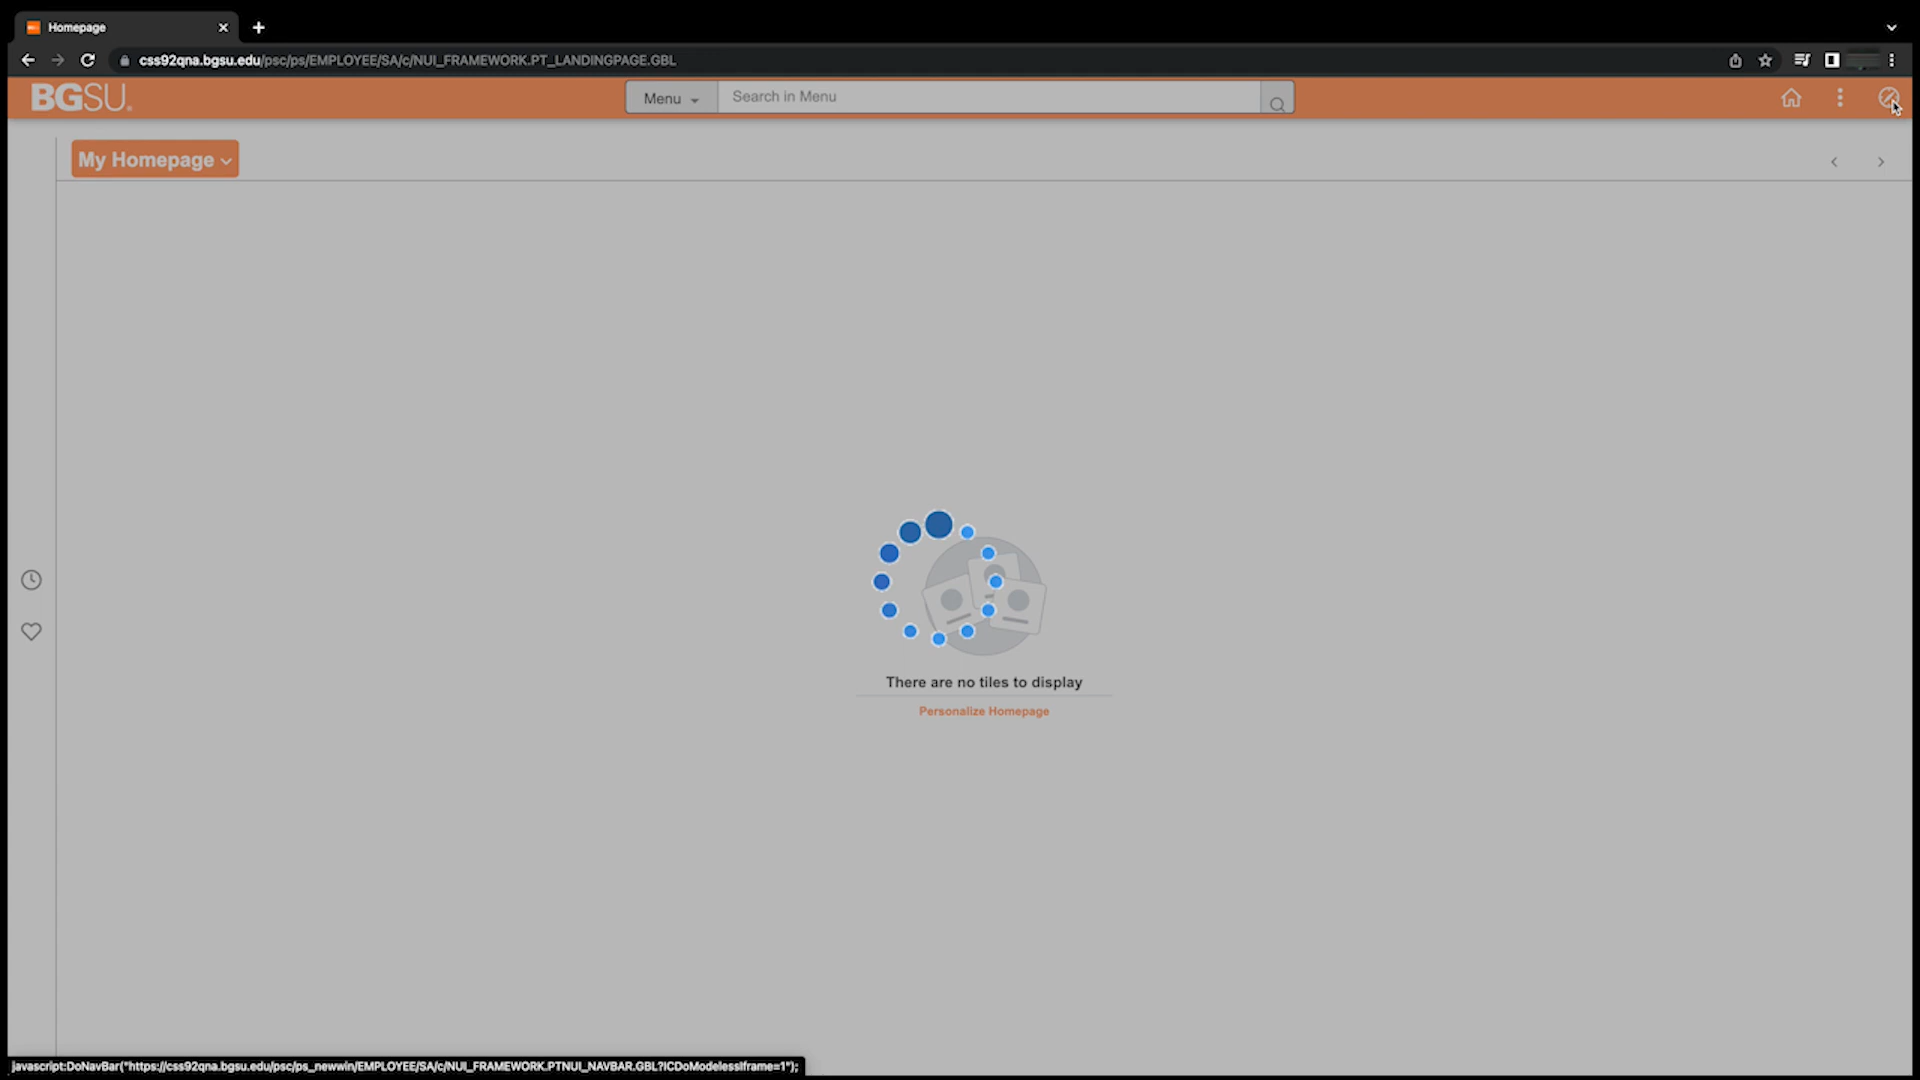 Homepage
css92qna.bgsu.edu/psc/ps/EMPLOYEE/SA/c/NUI_FRAMEWORK.PT_LANDINGPAGE.GBL
BGSU.
Menu
Search in Menu
My Homepage
There are no tiles to display
Personalize Homepage
javascript:DoNavBar("https://css92qna.bgsu.edu/psc/ps_newwin/EMPLOYEE/SA/c/NUI_FRAMEWORK.PTNUI_NAVBAR.GBL?ICDoModelessIframe=1");